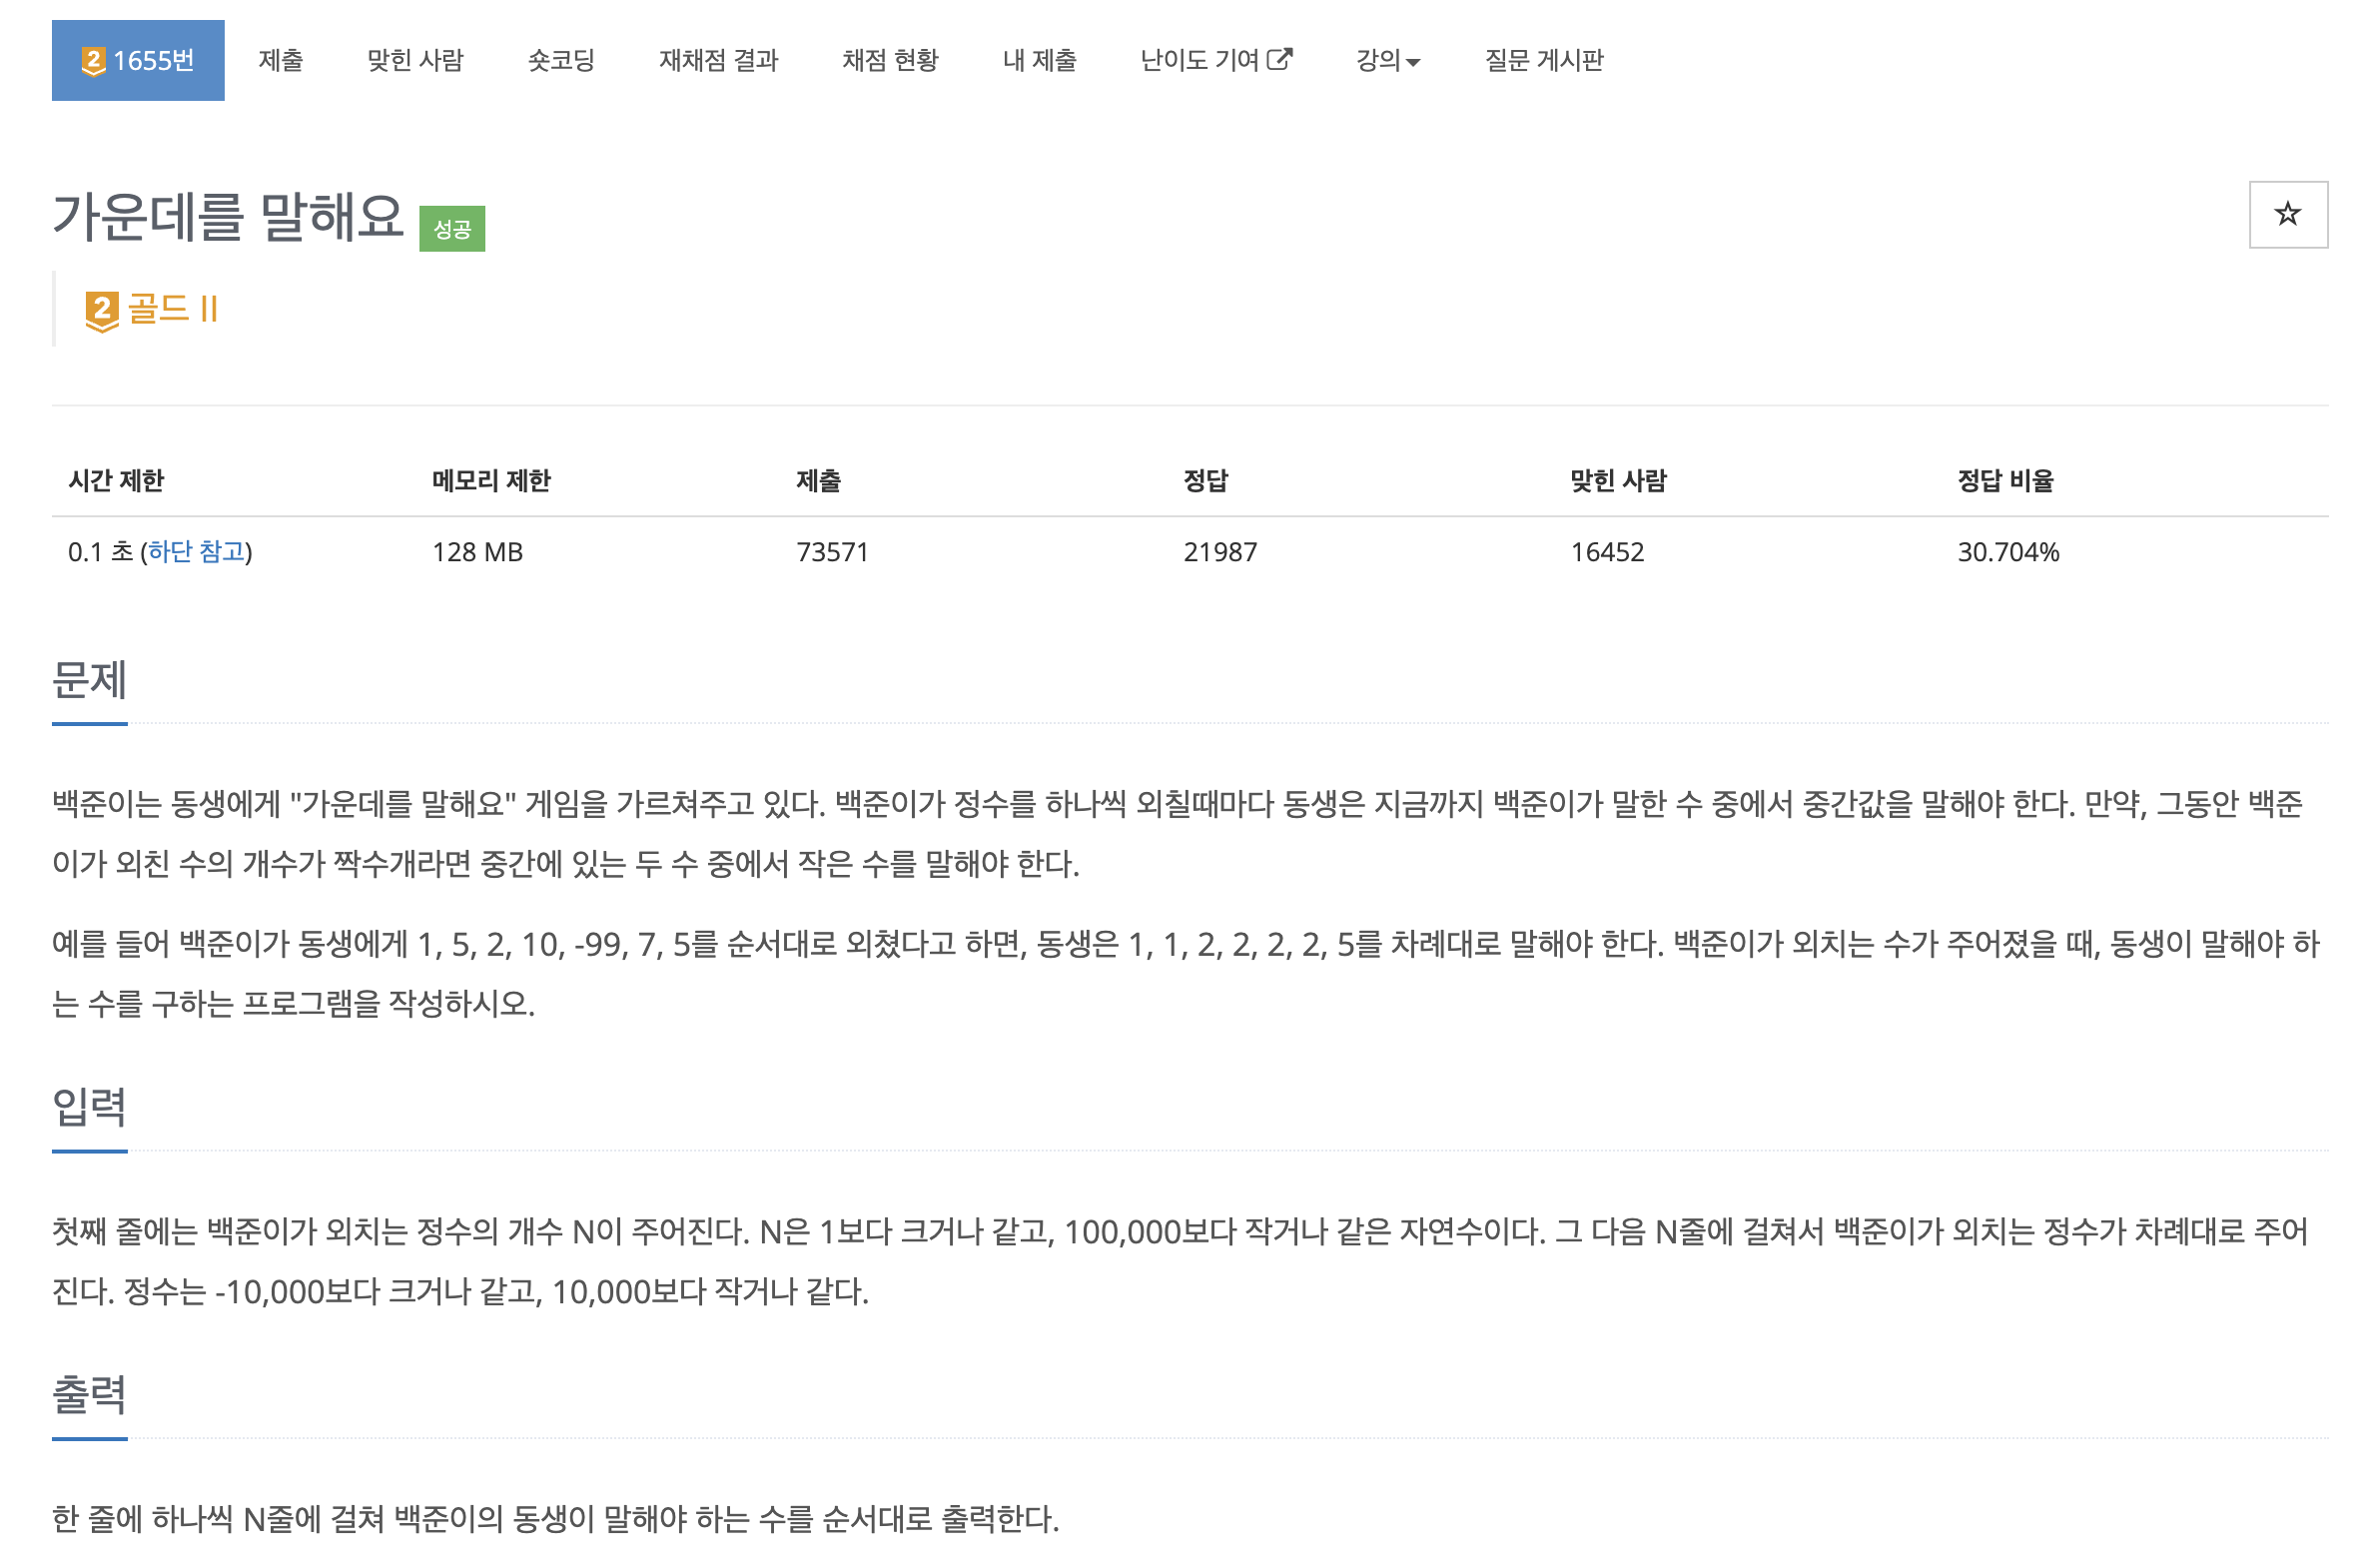 2 1655번 제출 맞힌 사람 숏코딩 재채점 결과 채점 현황 내 제출 난이도 기여 강의 질문 게시판
가운데를 말해요 성공
2 골드 II
시간 제한 메모리 제한 제출 정답 맞힌 사람 정답 비율
0.1 초 (하단 참고) 128 MB 73571 21987 16452 30.704%
문제
백준이는 동생에게 "가운데를 말해요" 게임을 가르쳐주고 있다. 백준이가 정수를 하나씩 외칠때마다 동생은 지금까지 백준이가 말한 수 중에서 중간값을 말해야 한다. 만약, 그동안 백준
이가 외친 수의 개수가 짝수개라면 중간에 있는 두 수 중에서 작은 수를 말해야 한다.
예를 들어 백준이가 동생에게 1, 5, 2, 10, -99, 7, 5를 순서대로 외쳤다고 하면, 동생은 1, 1, 2, 2, 2, 2, 5를 차례대로 말해야 한다. 백준이가 외치는 수가 주어졌을 때, 동생이 말해야 하
는 수를 구하는 프로그램을 작성하시오.
입력
첫째 줄에는 백준이가 외치는 정수의 개수 N이 주어진다. N은 1보다 크거나 같고, 100,000보다 작거나 같은 자연수이다. 그 다음 N줄에 걸쳐서 백준이가 외치는 정수가 차례대로 주어
진다. 정수는 -10,000보다 크거나 같고, 10,000보다 작거나 같다.
출력
한 줄에 하나씩 N줄에 걸쳐 백준이의 동생이 말해야 하는 수를 순서대로 출력한다.